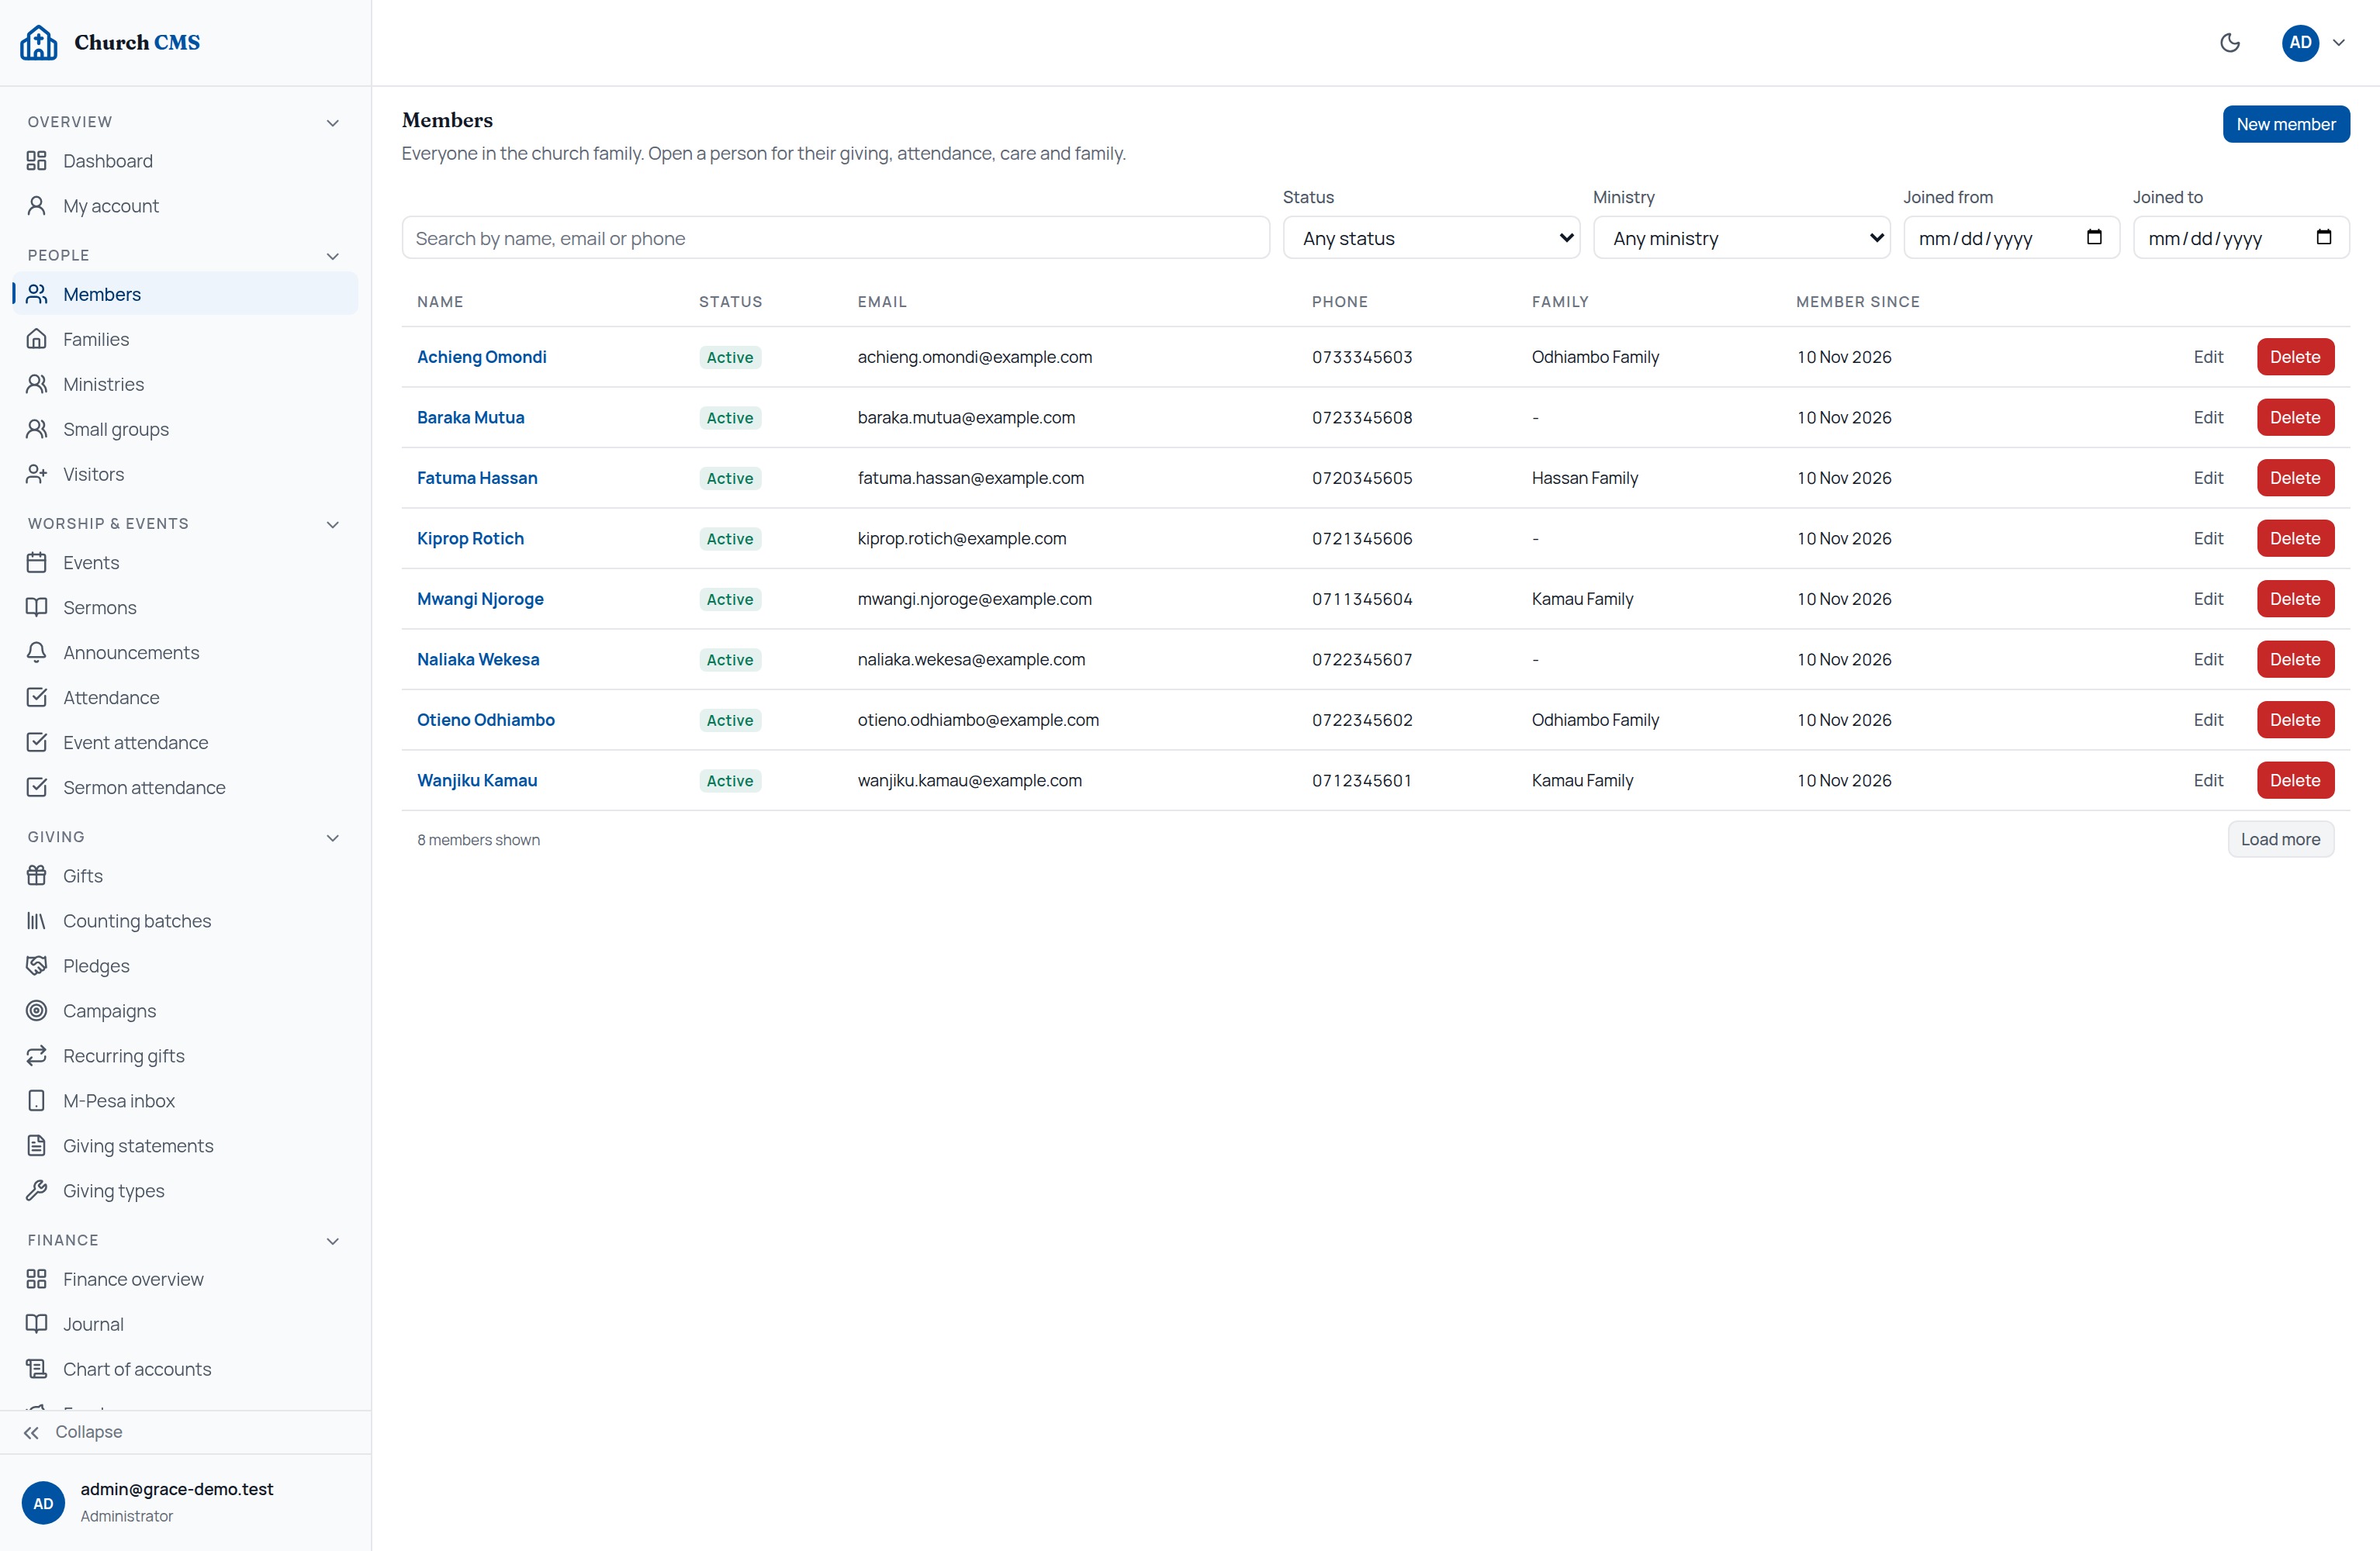 Church CMS
AD
OVERVIEW
Dashboard
My account
PEOPLE
Members
Families
Ministries
Small groups
Visitors
WORSHIP & EVENTS
Events
Sermons
Announcements
Attendance
Event attendance
Sermon attendance
GIVING
Gifts
Counting batches
Pledges
Campaigns
Recurring gifts
M-Pesa inbox
Giving statements
Giving types
FINANCE
Finance overview
Journal
Chart of accounts
Collapse
AD
admin@grace-demo.test
Administrator
Members
New member
Everyone in the church family. Open a person for their giving, attendance, care and family.
Status Ministry Joined from Joined to
Search by name, email or phone Any status Any ministry mm/dd/yyyy mm/dd/yyyy
NAME STATUS EMAIL PHONE FAMILY MEMBER SINCE
Achieng Omondi Active achieng.omondi@example.com 0733345603 Odhiambo Family 10 Nov 2026 Edit Delete
Baraka Mutua Active baraka.mutua@example.com 0723345608 - 10 Nov 2026 Edit Delete
Fatuma Hassan Active fatuma.hassan@example.com 0720345605 Hassan Family 10 Nov 2026 Edit Delete
Kiprop Rotich Active kiprop.rotich@example.com 0721345606 - 10 Nov 2026 Edit Delete
Mwangi Njoroge Active mwangi.njoroge@example.com 0711345604 Kamau Family 10 Nov 2026 Edit Delete
Naliaka Wekesa Active naliaka.wekesa@example.com 0722345607 - 10 Nov 2026 Edit Delete
Otieno Odhiambo Active otieno.odhiambo@example.com 0722345602 Odhiambo Family 10 Nov 2026 Edit Delete
Wanjiku Kamau Active wanjiku.kamau@example.com 0712345601 Kamau Family 10 Nov 2026 Edit Delete
8 members shown Load more